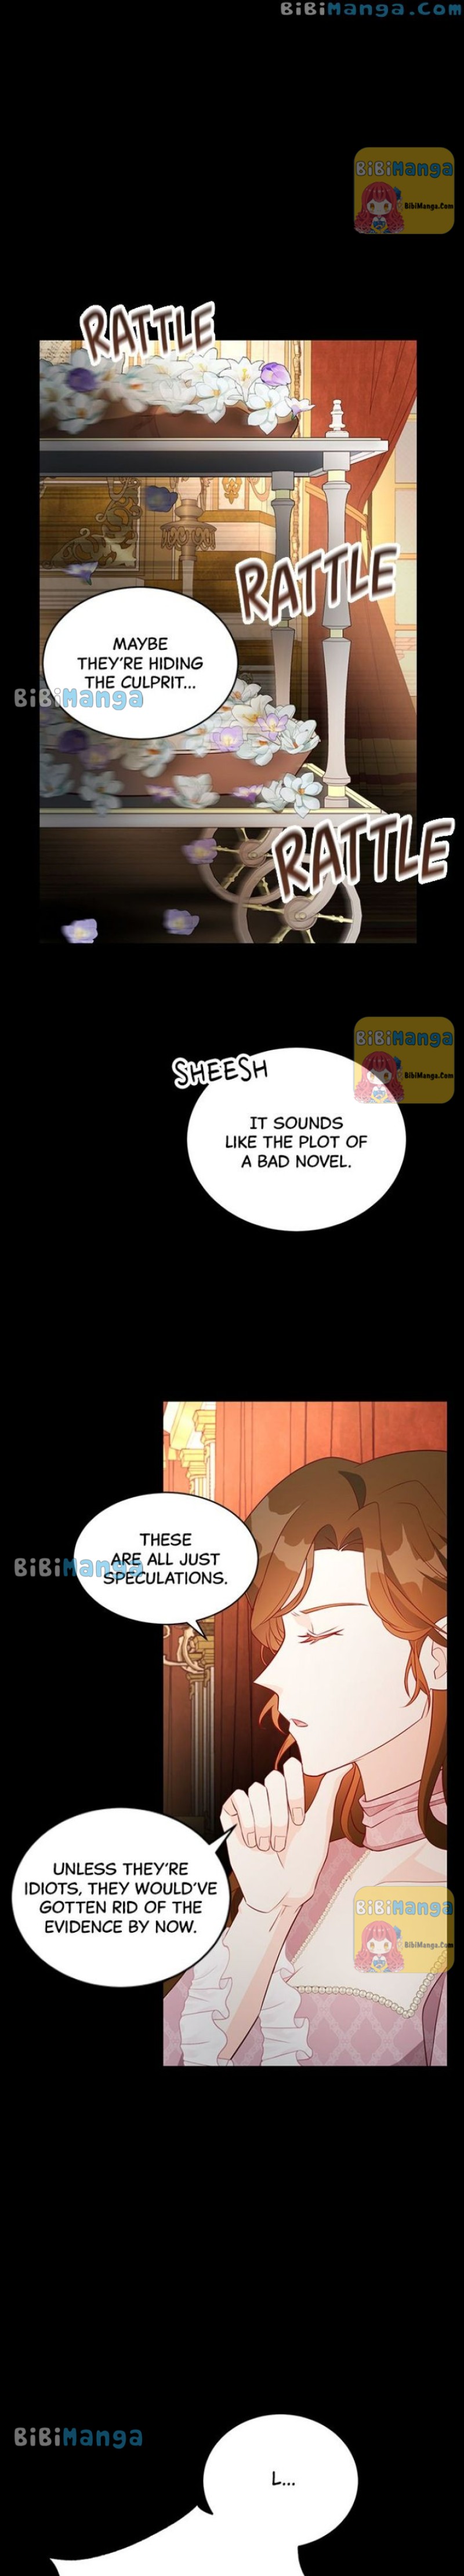 BiBiManga.Com
BiBiManga
BibiManga.Com
RATTLE
RATTLE
MAYBE
THEY'RE HIDING
THE CULPRIT...
BiBiManga
RATTLE
BiBiManga
BibiManga.Com
SHEESH
IT SOUNDS
LIKE THE PLOT OF
A BAD NOVEL.
THESE
ARE ALL JUST
SPECULATIONS.
BiBiManga
UNLESS THEY'RE
IDIOTS, THEY WOULD'VE
GOTTEN RID OF THE
EVIDENCE BY NOW.
BiBiManga
BibiManga.Com
BiBiManga
L...